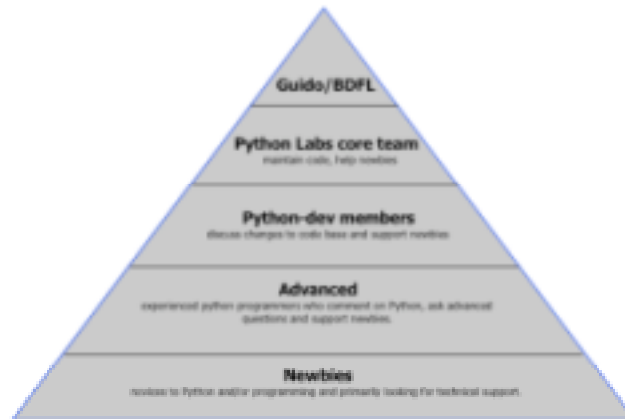 Guido/BDFL
Python Labs core team
maintain code, help newbies
Python-dev members
discuss changes to code base and support newbies
Advanced
experienced python programmers who comment on Python, ask advanced
questions and support newbies.
Newbies
novices to Python and/or programming and primarily looking for technical support.